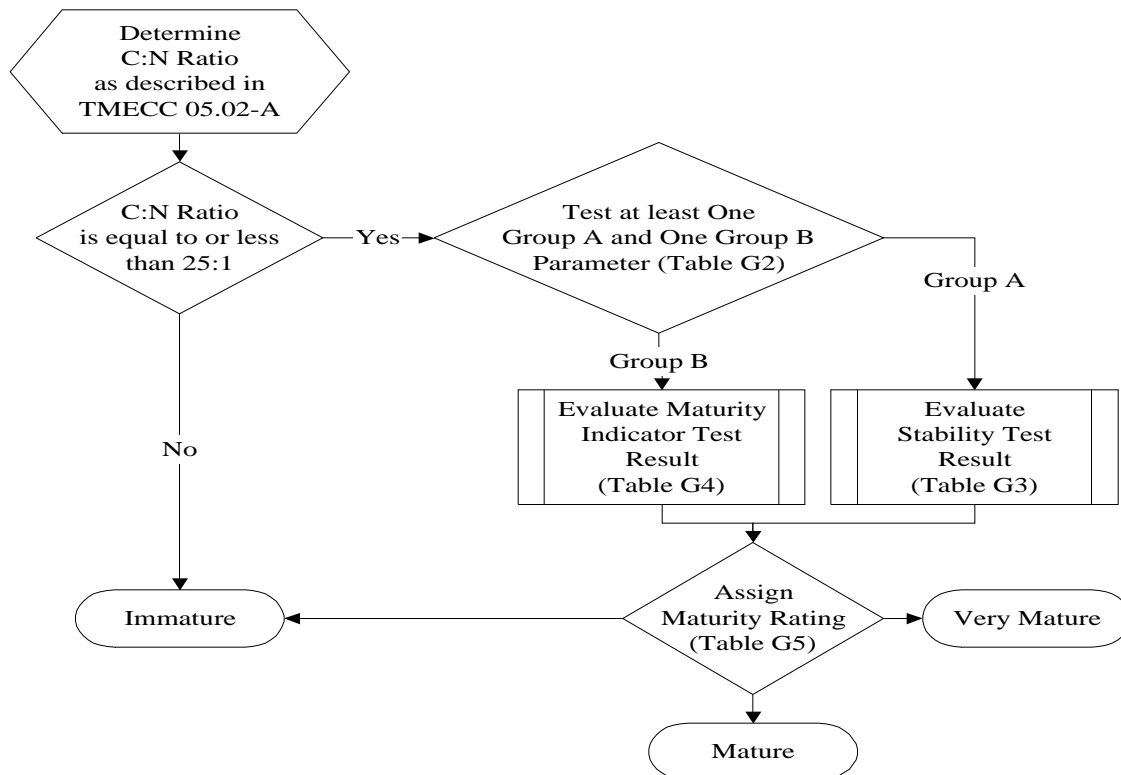 Determine
C:N Ratio
as described in
TMECC 05.02-A
C:N Ratio
is equal to or less
than 25:1
Yes
Test at least One
Group A and One Group B
Parameter (Table G2)
Group A
Group B
Evaluate Maturity
Indicator Test
Result
(Table G4)
Evaluate
Stability Test
Result
(Table G3)
No
Immature
Assign
Maturity Rating
(Table G5)
Very Mature
Mature